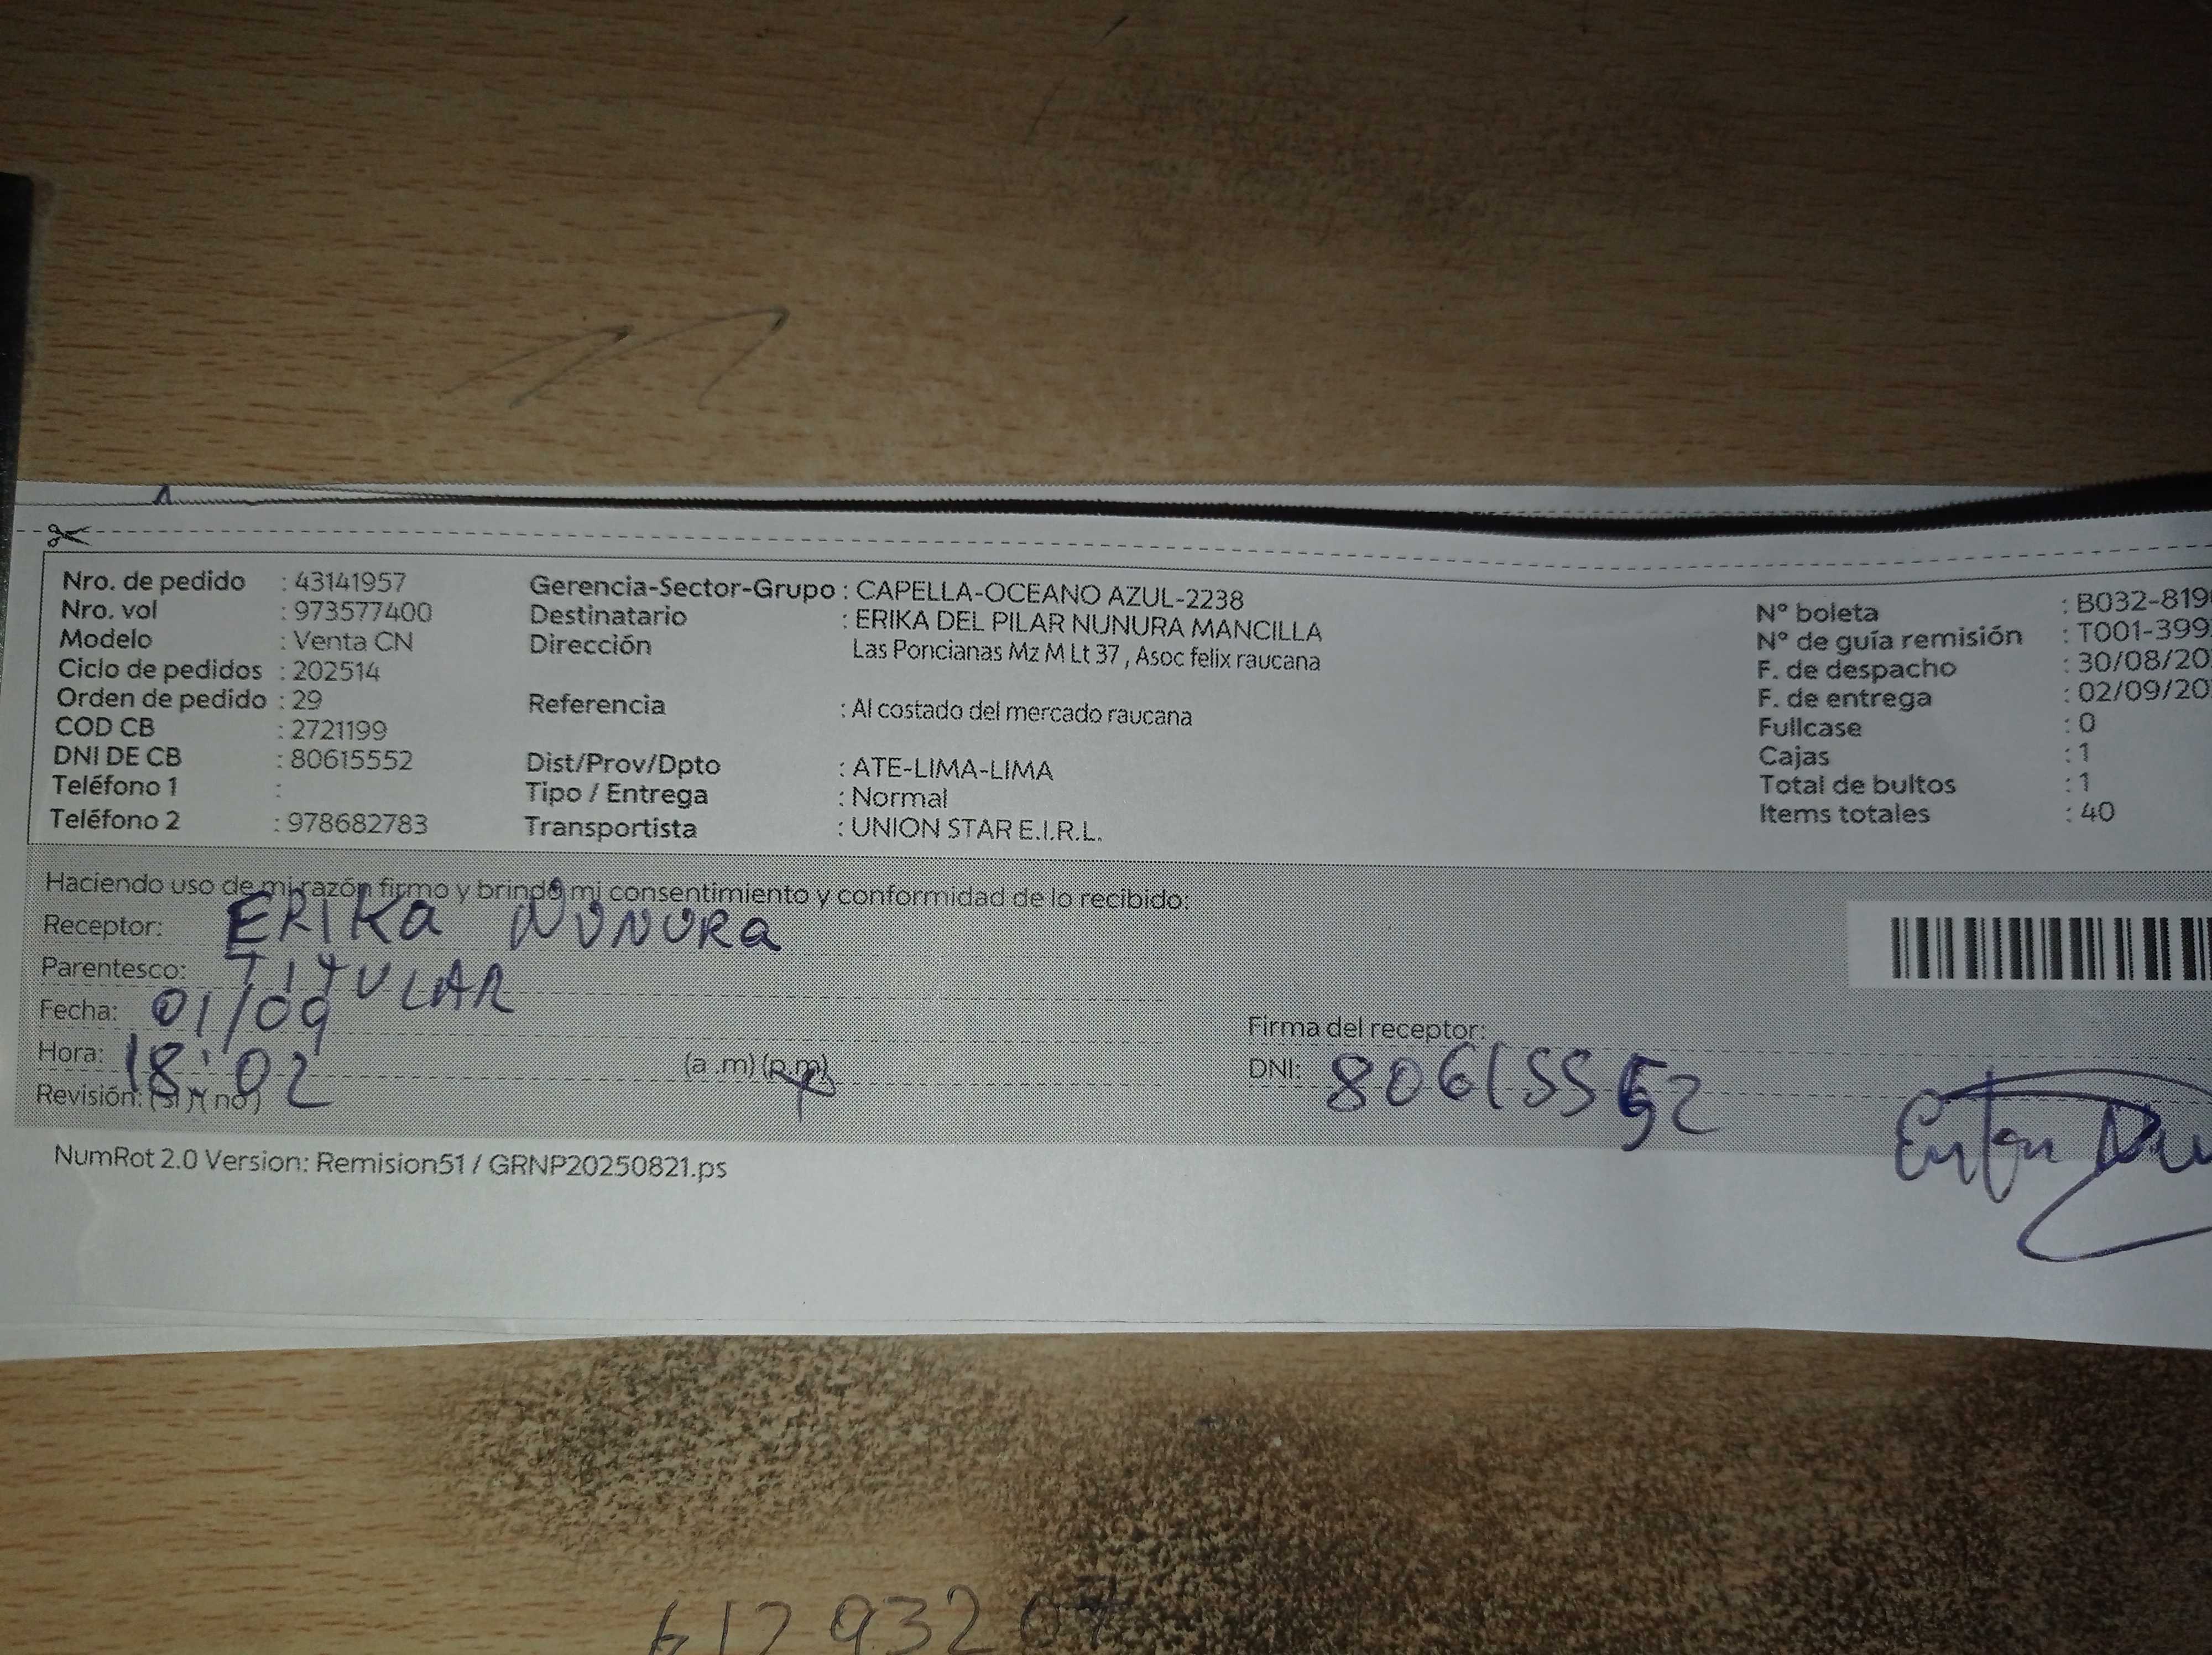 Nro. de pedido : 43141957
Nro. vol : 973577400
Modelo : Venta CN
Ciclo de pedidos : 202514
Orden de pedido : 29
COD CB : 2721199
DNI DE CB : 80615552
Teléfono 1 :
Teléfono 2 : 978682783
Gerencia-Sector-Grupo : CAPELLA-OCEANO AZUL-2238
Destinatario : ERIKA DEL PILAR NUNURA MANCILLA
Dirección Las Poncianas Mz M Lt 37 , Asoc felix raucana
Referencia : Al costado del mercado raucana
Dist/Prov/Dpto : ATE-LIMA-LIMA
Tipo / Entrega : Normal
Transportista : UNION STAR E.I.R.L.
N° boleta : B032-819
N° de guía remisión : T001-399
F. de despacho : 30/08/20
F. de entrega : 02/09/20
Fullcase : 0
Cajas : 1
Total de bultos : 1
Items totales : 40
Haciendo uso de mi razón firmo y brindo mi consentimiento y conformidad de lo recibido:
Receptor: ERIKa NUNURa
Parentesco: TITULAR
Fecha: 01/09
Hora: 18:02 (a .m) (p.m)
Revisión: (si) (no)
Firma del receptor:
DNI: 80615552
NumRot 2.0 Version: Remision51 / GRNP20250821.ps